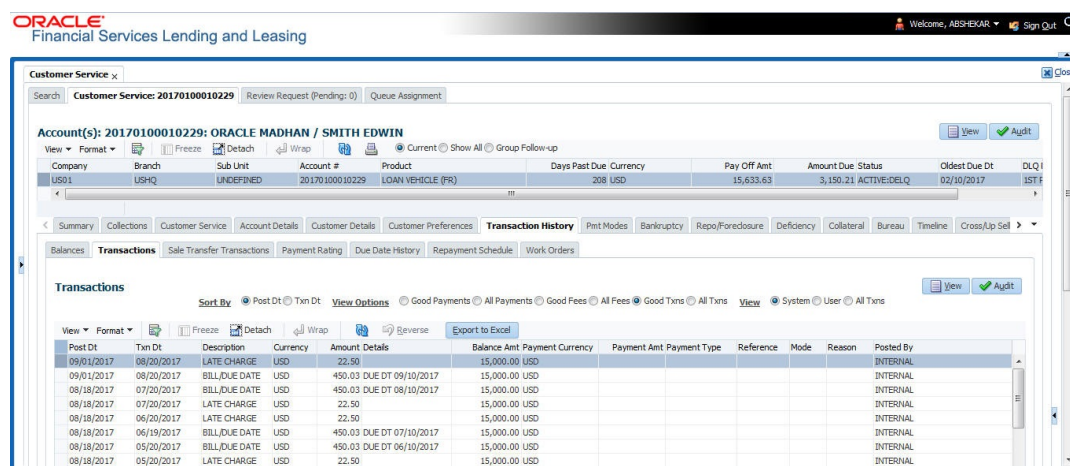 ORACLE
Financial Services Lending and Leasing
Welcome, ABSHEKAR Sign Out
Customer Service x
Search Customer Service: 20170100010229 Review Request (Pending: 0) Queue Assignment
Account(s): 20170100010229: ORACLE MADHAN / SMITH EDWIN
View Audit
View Format Freeze Detach Wrap Current Show All Group Follow-up
Company Branch Sub Unit Account # Product Days Past Due Currency Pay Off Amt Amount Due Status Oldest Due Dt DLQ
US01 USHQ UNDEFINED 20170100010229 LOAN VEHICLE (FR) 208 USD 15,633.63 3,150.21 ACTIVE:DELQ 02/10/2017 1ST
Summary Collections Customer Service Account Details Customer Details Customer Preferences Transaction History Pmt Modes Bankruptcy Repo/Foreclosure Deficiency Collateral Bureau Timeline Cross/Up Sell
Balances Transactions Sale Transfer Transactions Payment Rating Due Date History Repayment Schedule Work Orders
Transactions
View Audit
Sort By Post Dt Txn Dt View Options Good Payments All Payments Good Fees All Fees Good Txns All Txns View System User All Txns
View Format Freeze Detach Wrap Reverse Export to Excel
Post Dt Txn Dt Description Currency Amount Details Balance Amt Payment Currency Payment Amt Payment Type Reference Mode Reason Posted By
09/01/2017 08/20/2017 LATE CHARGE USD 22.50 15,000.00 USD INTERNAL
09/01/2017 08/20/2017 BILL/DUE DATE USD 450.03 DUE DT 09/10/2017 15,000.00 USD INTERNAL
08/18/2017 07/20/2017 BILL/DUE DATE USD 450.03 DUE DT 08/10/2017 15,000.00 USD INTERNAL
08/18/2017 07/20/2017 LATE CHARGE USD 22.50 15,000.00 USD INTERNAL
08/18/2017 06/20/2017 LATE CHARGE USD 22.50 15,000.00 USD INTERNAL
08/18/2017 06/19/2017 BILL/DUE DATE USD 450.03 DUE DT 07/10/2017 15,000.00 USD INTERNAL
08/18/2017 05/20/2017 BILL/DUE DATE USD 450.03 DUE DT 06/10/2017 15,000.00 USD INTERNAL
08/18/2017 05/20/2017 LATE CHARGE USD 22.50 15,000.00 USD INTERNAL